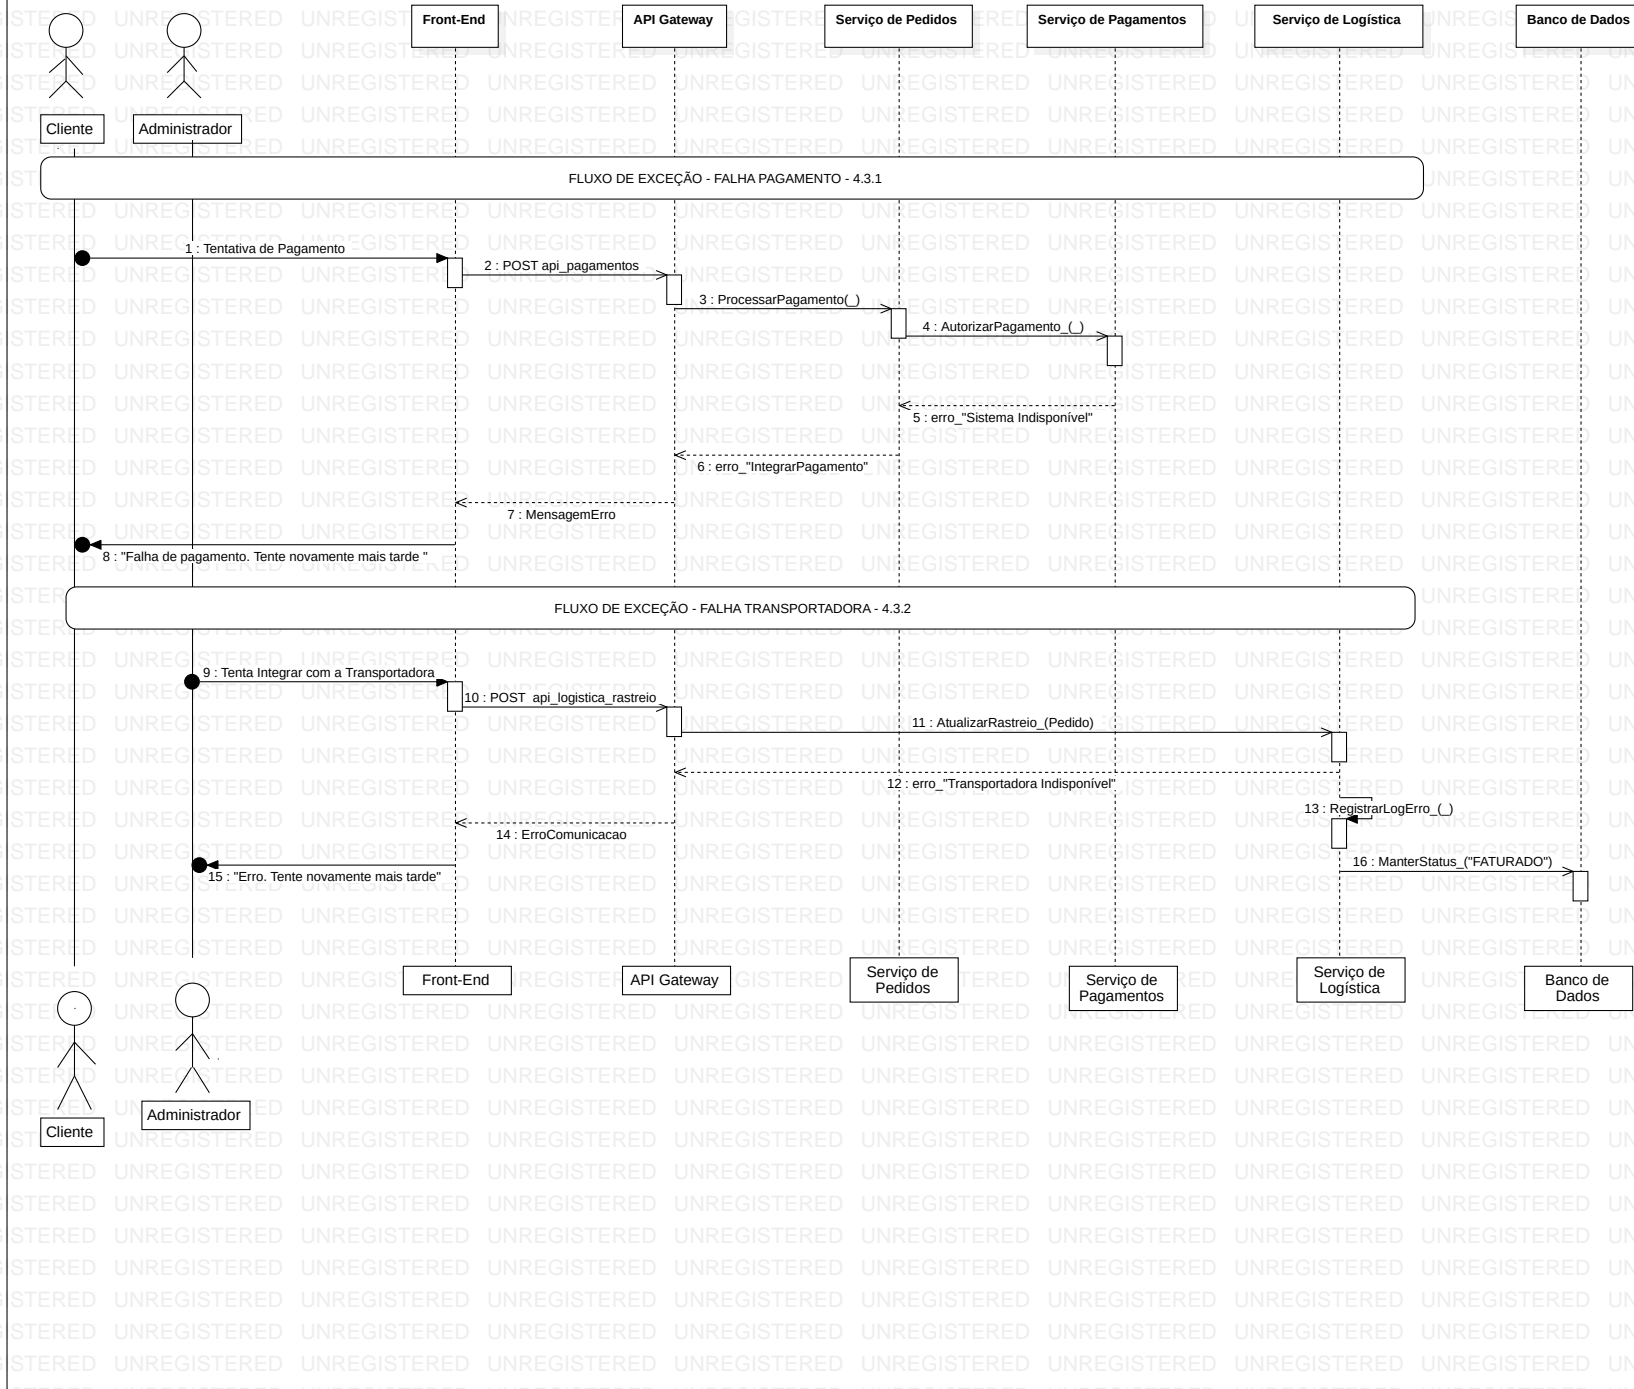 Front-End
API Gateway
Serviço de Pedidos
Serviço de Pagamentos
Serviço de Logística
Banco de Dados
Cliente
Administrador
FLUXO DE EXCEÇÃO - FALHA PAGAMENTO - 4.3.1
1 : Tentativa de Pagamento
2 : POST api_pagamentos
3 : ProcessarPagamento(_)
4 : AutorizarPagamento_(_)
5 : erro_"Sistema Indisponível"
6 : erro_"IntegrarPagamento"
7 : MensagemErro
8 : "Falha de pagamento. Tente novamente mais tarde "
FLUXO DE EXCEÇÃO - FALHA TRANSPORTADORA - 4.3.2
9 : Tenta Integrar com a Transportadora
10 : POST  api_logistica_rastreio
11 : AtualizarRastreio_(Pedido)
12 : erro_"Transportadora Indisponível"
13 : RegistrarLogErro_(_)
14 : ErroComunicacao
16 : ManterStatus_("FATURADO")
15 : "Erro. Tente novamente mais tarde"
Front-End
API Gateway
Serviço de
Pedidos
Serviço de
Pagamentos
Serviço de
Logística
Banco de
Dados
Administrador
Cliente
UNREGISTERED